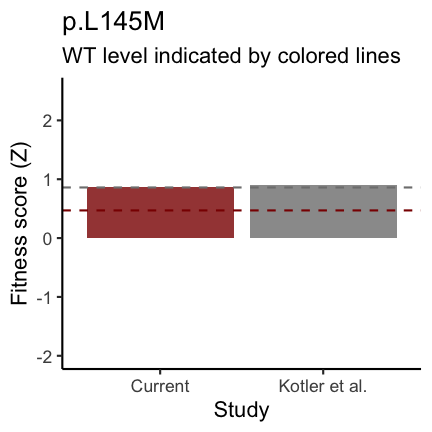 p.L145M
WT level indicated by colored lines
Fitness score (Z)
2
1
0
-1
-2
Current
Kotler et al.
Study